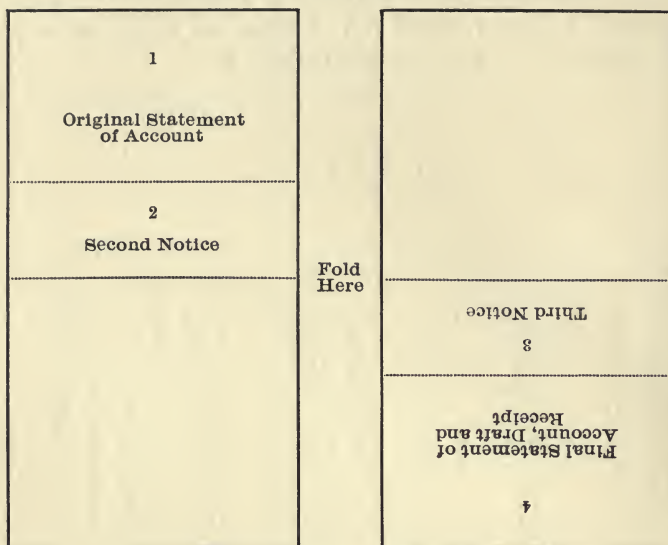 1
Original Statement
of Account
2
Second Notice
Fold
Here
3
Third Notice
4
Final Statement of
Account, Draft and
Receipt